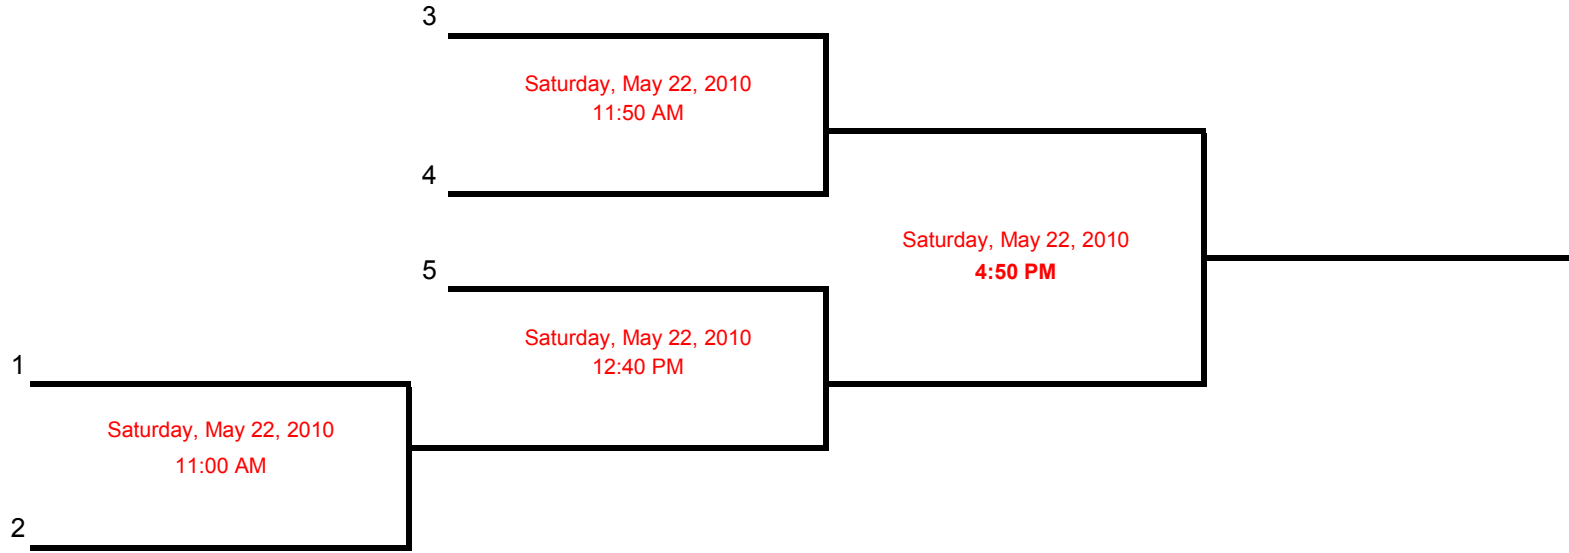 3
Saturday, May 22, 2010
11:50 AM
4
Saturday, May 22, 2010
4:50 PM
5
Saturday, May 22, 2010
12:40 PM
1
Saturday, May 22, 2010
11:00 AM
2